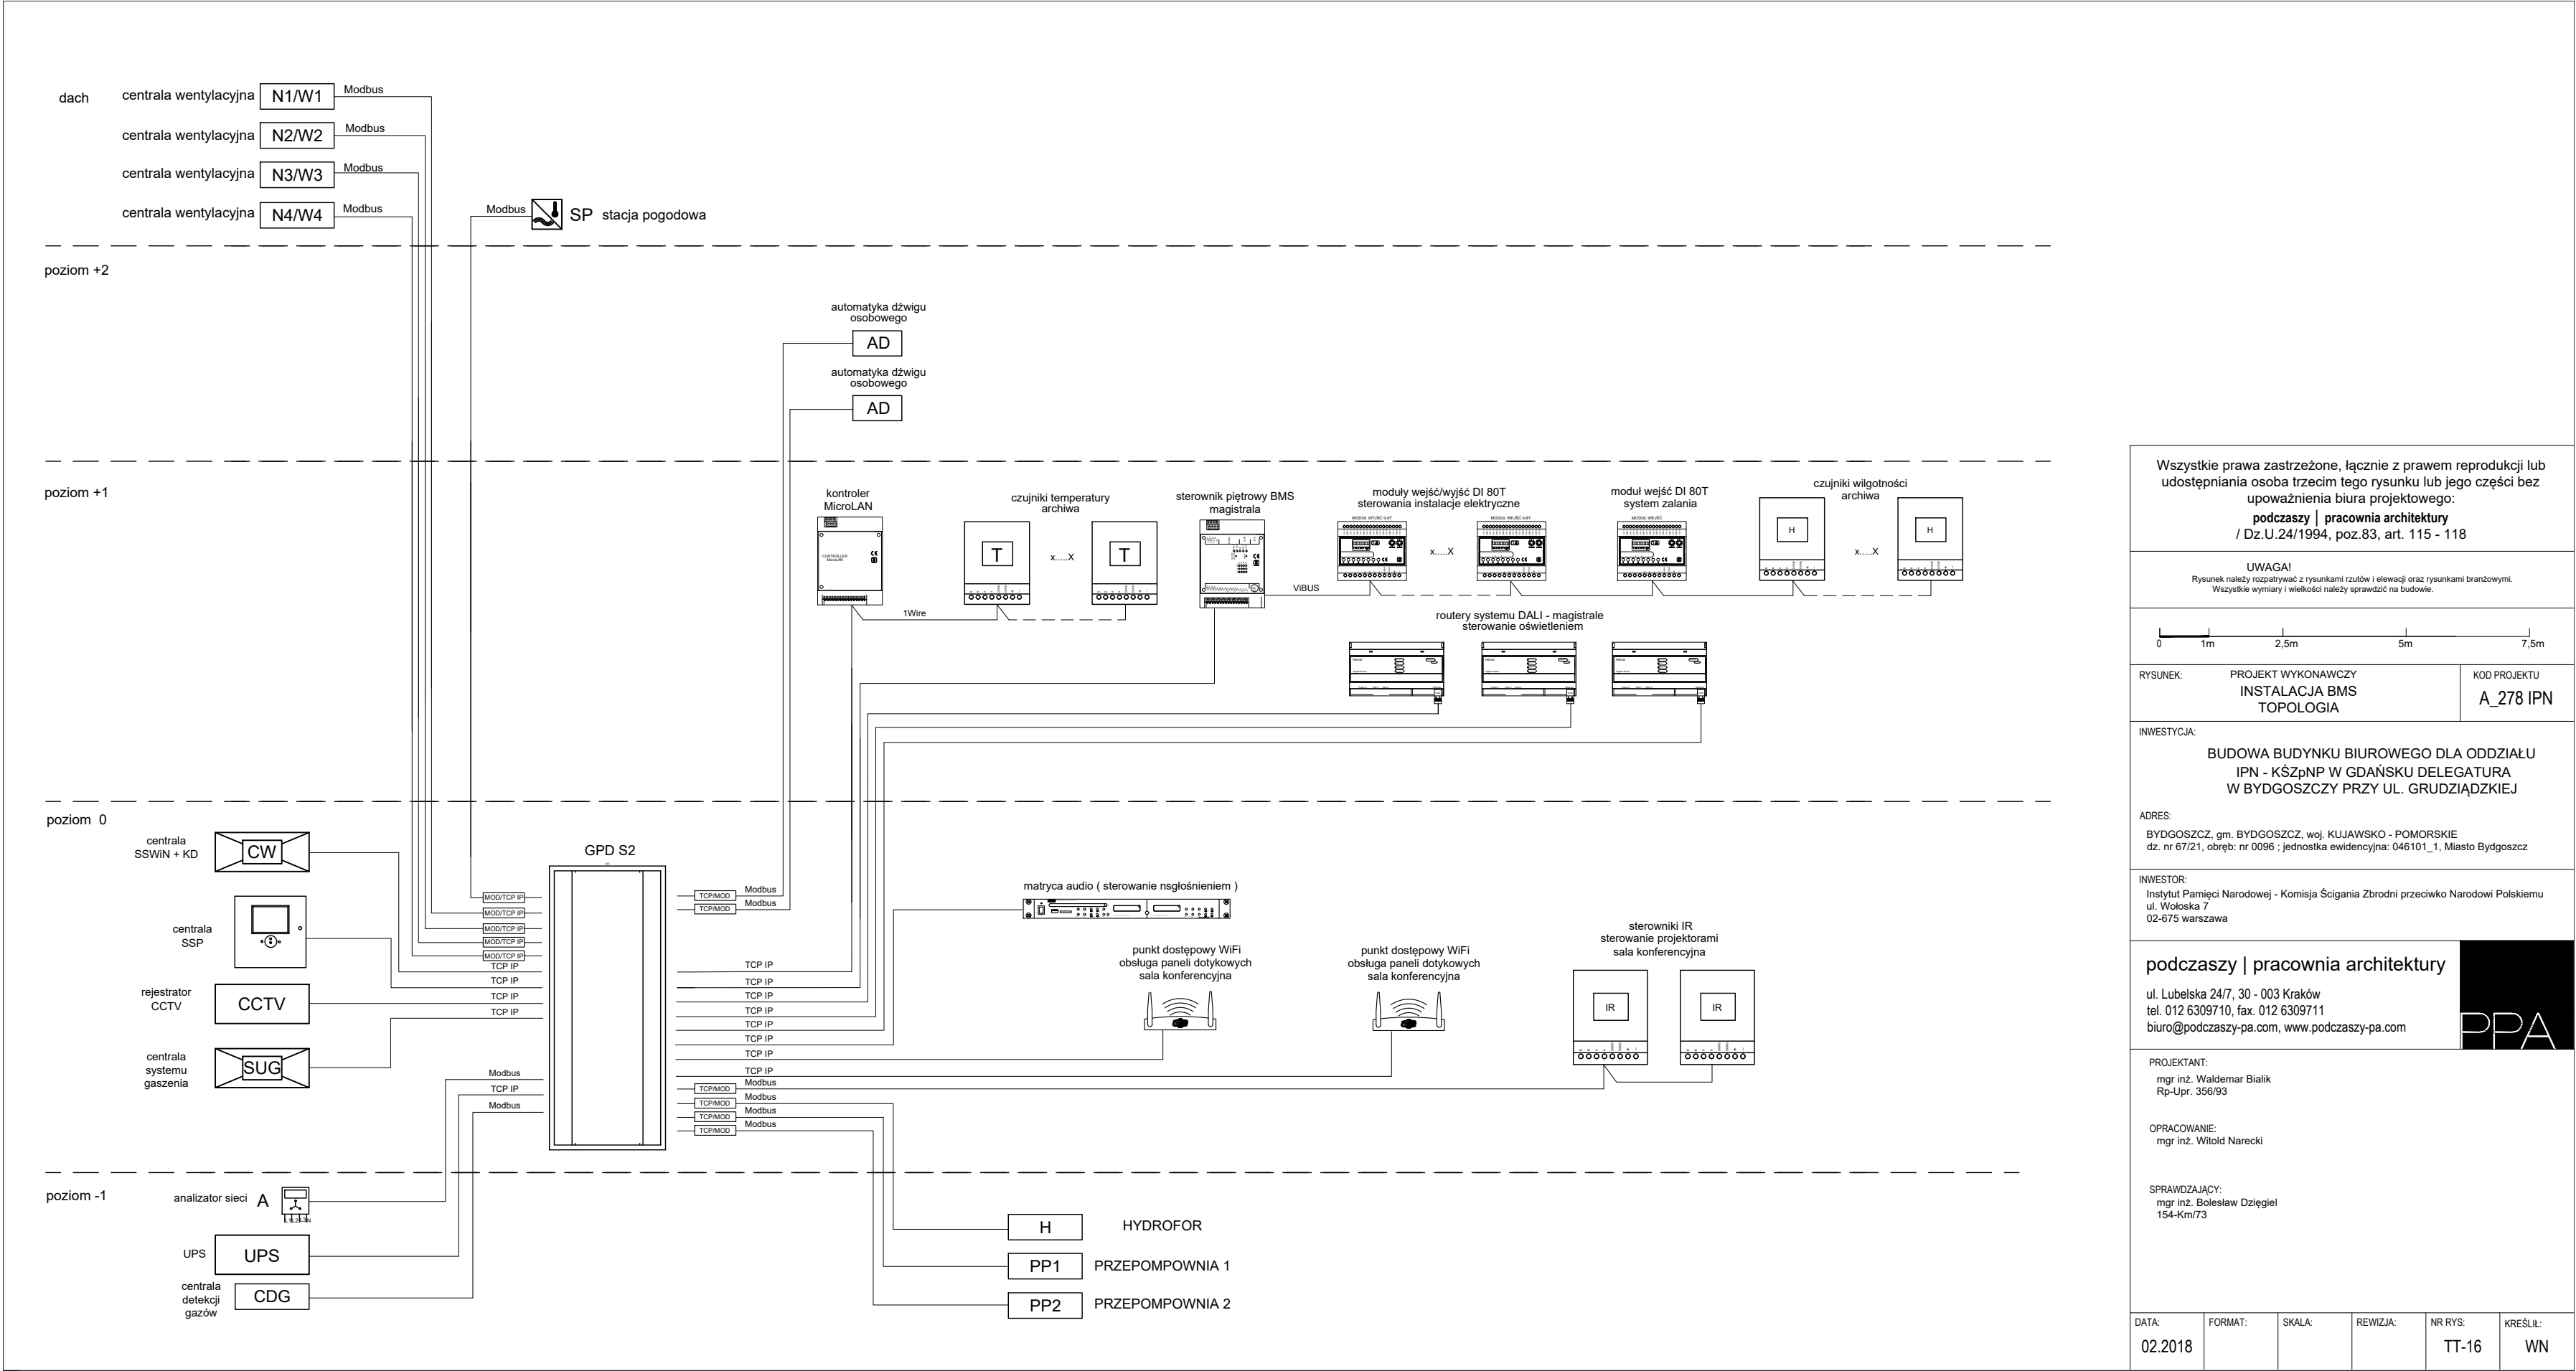 dach
centrala wentylacyjna N1/W1 Modbus
centrala wentylacyjna N2/W2 Modbus
centrala wentylacyjna N3/W3 Modbus
centrala wentylacyjna N4/W4 Modbus
Modbus SP stacja pogodowa
poziom +2
automatyka dźwigu
osobowego
AD
automatyka dźwigu
osobowego
AD
poziom +1
kontroler
MicroLAN
CONTROLLER
MicroLAN
1Wire
czujniki temperatury
archiwa
T x.....X T
sterownik piętrowy BMS
magistrala
ViBUS
moduły wejść/wyjść DI 80T
sterowania instalacje elektryczne
MODUŁ WYJŚĆ 0-8T
x.....X
MODUŁ WEJŚĆ 0-8T
moduł wejść DI 80T
system zalania
MODUŁ WEJŚĆ
czujniki wilgotności
archiwa
H x.....X H
routery systemu DALI - magistrale
sterowanie oświetleniem
poziom 0
centrala
SSWiN + KD
CW
centrala
SSP
rejestrator
CCTV
CCTV
centrala
systemu
gaszenia
SUG
GPD S2
MOD/TCP IP
MOD/TCP IP
MOD/TCP IP
MOD/TCP IP
MOD/TCP IP
TCP IP
TCP IP
TCP IP
TCP IP
Modbus
TCP IP
Modbus
TCP/MOD Modbus
TCP/MOD Modbus
TCP IP
TCP IP
TCP IP
TCP IP
TCP IP
TCP IP
TCP IP
TCP IP
TCP/MOD Modbus
TCP/MOD Modbus
TCP/MOD Modbus
TCP/MOD Modbus
matryca audio ( sterowanie nsgłośnieniem )
punkt dostępowy WiFi
obsługa paneli dotykowych
sala konferencyjna
punkt dostępowy WiFi
obsługa paneli dotykowych
sala konferencyjna
sterowniki IR
sterowanie projektorami
sala konferencyjna
IR IR
poziom -1
analizator sieci A
UPS UPS
centrala
detekcji
gazów
CDG
H HYDROFOR
PP1 PRZEPOMPOWNIA 1
PP2 PRZEPOMPOWNIA 2
Wszystkie prawa zastrzeżone, łącznie z prawem reprodukcji lub
udostępniania osoba trzecim tego rysunku lub jego części bez
upoważnienia biura projektowego:
podczaszy | pracownia architektury
/ Dz.U.24/1994, poz.83, art. 115 - 118
UWAGA!
Rysunek należy rozpatrywać z rysunkami rzutów i elewacji oraz rysunkami branżowymi.
Wszystkie wymiary i wielkości należy sprawdzić na budowie.
0 1m 2,5m 5m 7,5m
RYSUNEK:
PROJEKT WYKONAWCZY
INSTALACJA BMS
TOPOLOGIA
KOD PROJEKTU
A_278 IPN
INWESTYCJA:
BUDOWA BUDYNKU BIUROWEGO DLA ODDZIAŁU
IPN - KŚZpNP W GDAŃSKU DELEGATURA
W BYDGOSZCZY PRZY UL. GRUDZIĄDZKIEJ
ADRES:
BYDGOSZCZ, gm. BYDGOSZCZ, woj. KUJAWSKO - POMORSKIE
dz. nr 67/21, obręb: nr 0096 ; jednostka ewidencyjna: 046101_1, Miasto Bydgoszcz
INWESTOR:
Instytut Pamięci Narodowej - Komisja Ścigania Zbrodni przeciwko Narodowi Polskiemu
ul. Wołoska 7
02-675 warszawa
podczaszy | pracownia architektury
ul. Lubelska 24/7, 30 - 003 Kraków
tel. 012 6309710, fax. 012 6309711
biuro@podczaszy-pa.com, www.podczaszy-pa.com
PPA
PROJEKTANT:
mgr inż. Waldemar Bialik
Rp-Upr. 356/93
OPRACOWANIE:
mgr inż. Witold Narecki
SPRAWDZAJĄCY:
mgr inż. Bolesław Dzięgiel
154-Km/73
DATA: FORMAT: SKALA: REWIZJA: NR RYS: KREŚLIŁ:
02.2018 TT-16 WN